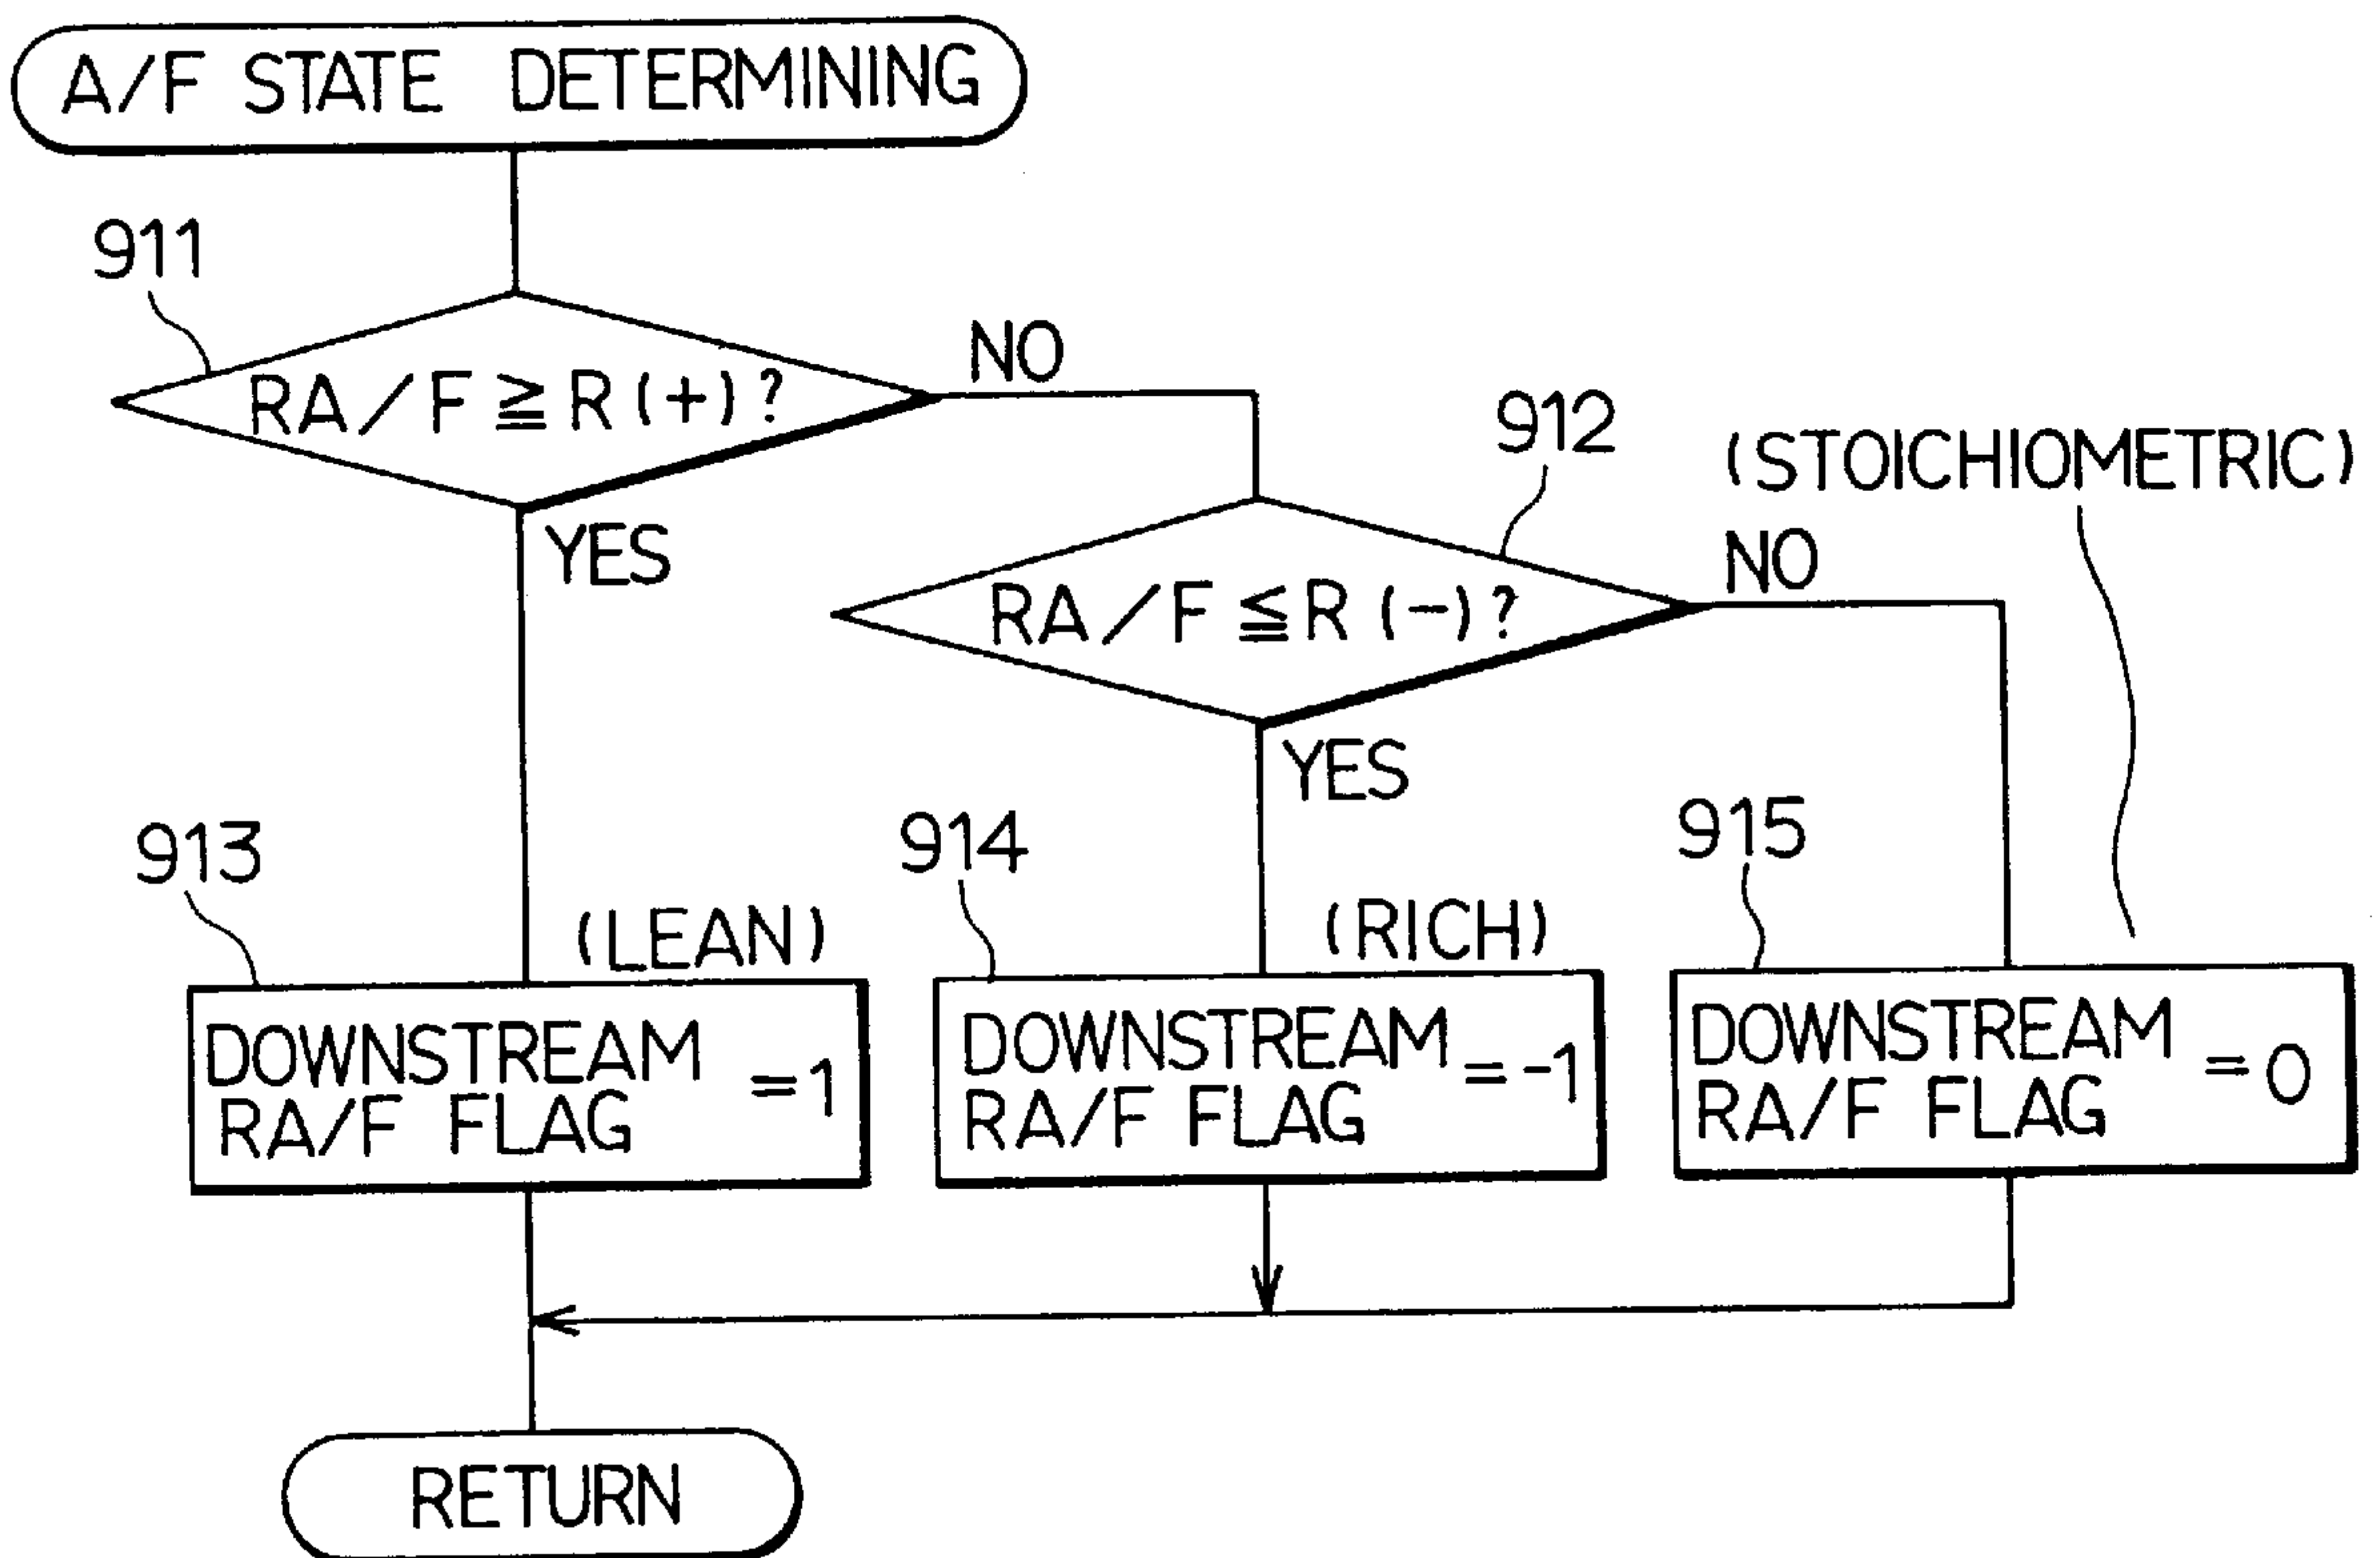 A/F STATE DETERMINING
911
RA/F ≧ R(+)?
NO
YES
912
(STOICHIOMETRIC)
RA/F ≦ R(-)?
NO
YES
913
(LEAN)
DOWNSTREAM
RA/F FLAG
=1
914
(RICH)
DOWNSTREAM
RA/F FLAG
=-1
915
DOWNSTREAM
RA/F FLAG
=0
RETURN